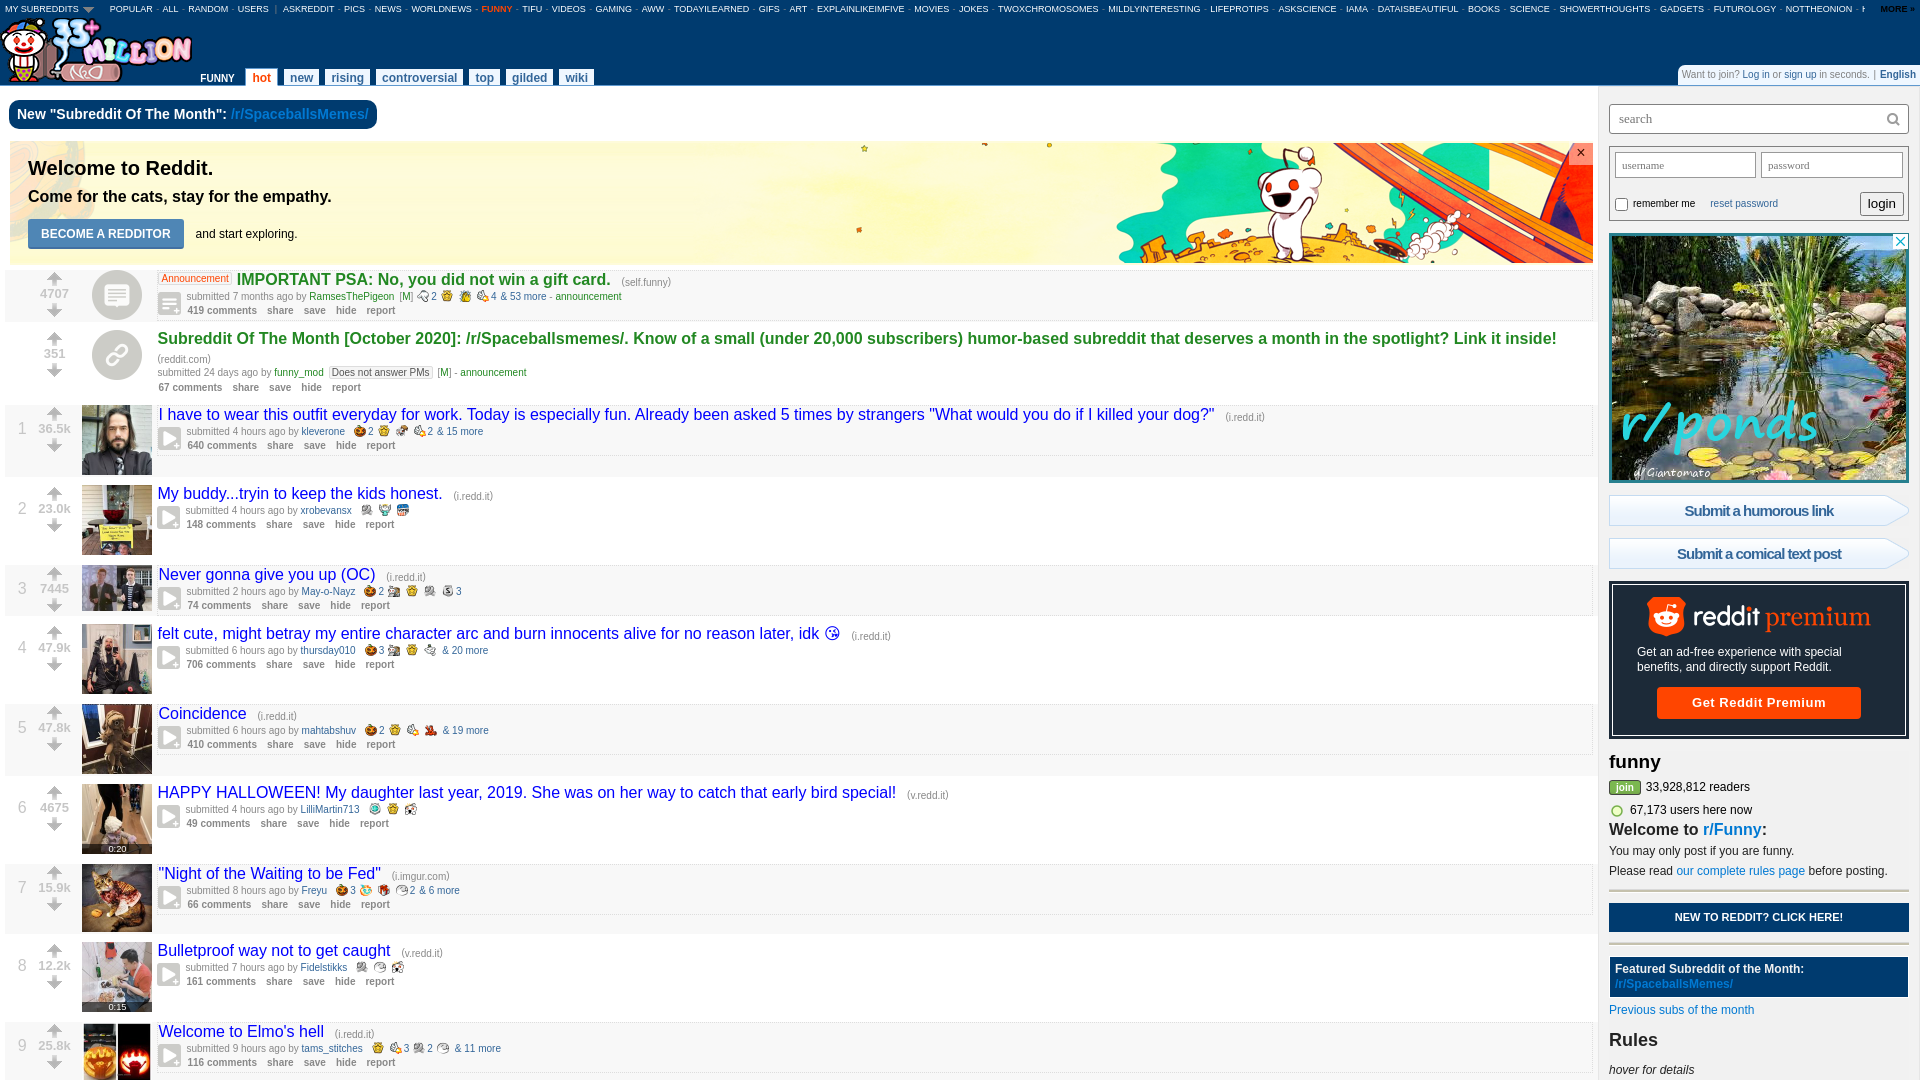 MY SUBREDDITS POPULAR - ALL - RANDOM - USERS | ASKREDDIT - PICS - NEWS - WORLDNEWS - FUNNY - TIFU - VIDEOS - GAMING - AWW - TODAYILEARNED - GIFS - ART - EXPLAINLIKEIMFIVE - MOVIES - JOKES - TWOXCHROMOSOMES - MILDLYINTERESTING - LIFEPROTIPS - ASKSCIENCE - IAMA - DATAISBEAUTIFUL - BOOKS - SCIENCE - SHOWERTHOUGHTS - GADGETS - FUTUROLOGY - NOTTHEONION - MORE »
33+ MILLION
FUNNY hot new rising controversial top gilded wiki
Want to join? Log in or sign up in seconds. | English
New "Subreddit Of The Month": /r/SpaceballsMemes/
Welcome to Reddit.
Come for the cats, stay for the empathy.
BECOME A REDDITOR and start exploring.
×
4707
Announcement IMPORTANT PSA: No, you did not win a gift card. (self.funny)
submitted 7 months ago by RamsesThePigeon [M] 2 4 & 53 more - announcement
419 comments share save hide report
351
Subreddit Of The Month [October 2020]: /r/Spaceballsmemes/. Know of a small (under 20,000 subscribers) humor-based subreddit that deserves a month in the spotlight? Link it inside!
(reddit.com)
submitted 24 days ago by funny_mod Does not answer PMs [M] - announcement
67 comments share save hide report
1 36.5k
I have to wear this outfit everyday for work. Today is especially fun. Already been asked 5 times by strangers "What would you do if I killed your dog?" (i.redd.it)
submitted 4 hours ago by kleverone 2 2 & 15 more
640 comments share save hide report
2 23.0k
My buddy...tryin to keep the kids honest. (i.redd.it)
submitted 4 hours ago by xrobevansx
148 comments share save hide report
3 7445
Never gonna give you up (OC) (i.redd.it)
submitted 2 hours ago by May-o-Nayz 2 3
74 comments share save hide report
4 47.9k
felt cute, might betray my entire character arc and burn innocents alive for no reason later, idk 😘 (i.redd.it)
submitted 6 hours ago by thursday010 3 & 20 more
706 comments share save hide report
5 47.8k
Coincidence (i.redd.it)
submitted 6 hours ago by mahtabshuv 2 & 19 more
410 comments share save hide report
6 4675
HAPPY HALLOWEEN! My daughter last year, 2019. She was on her way to catch that early bird special! (v.redd.it)
submitted 4 hours ago by LilliMartin713
49 comments share save hide report
0:20
7 15.9k
"Night of the Waiting to be Fed" (i.imgur.com)
submitted 8 hours ago by Freyu 3 2 & 6 more
66 comments share save hide report
8 12.2k
Bulletproof way not to get caught (v.redd.it)
submitted 7 hours ago by Fidelstikks
161 comments share save hide report
0:15
9 25.8k
Welcome to Elmo's hell (i.redd.it)
submitted 9 hours ago by tams_stitches 3 2 & 11 more
116 comments share save hide report
search
username password
remember me reset password login
r/ponds
u/Giantomato
Submit a humorous link
Submit a comical text post
reddit premium
Get an ad-free experience with special
benefits, and directly support Reddit.
Get Reddit Premium
funny
join 33,928,812 readers
67,173 users here now
Welcome to r/Funny:
You may only post if you are funny.
Please read our complete rules page before posting.
NEW TO REDDIT? CLICK HERE!
Featured Subreddit of the Month:
/r/SpaceballsMemes/
Previous subs of the month
Rules
hover for details